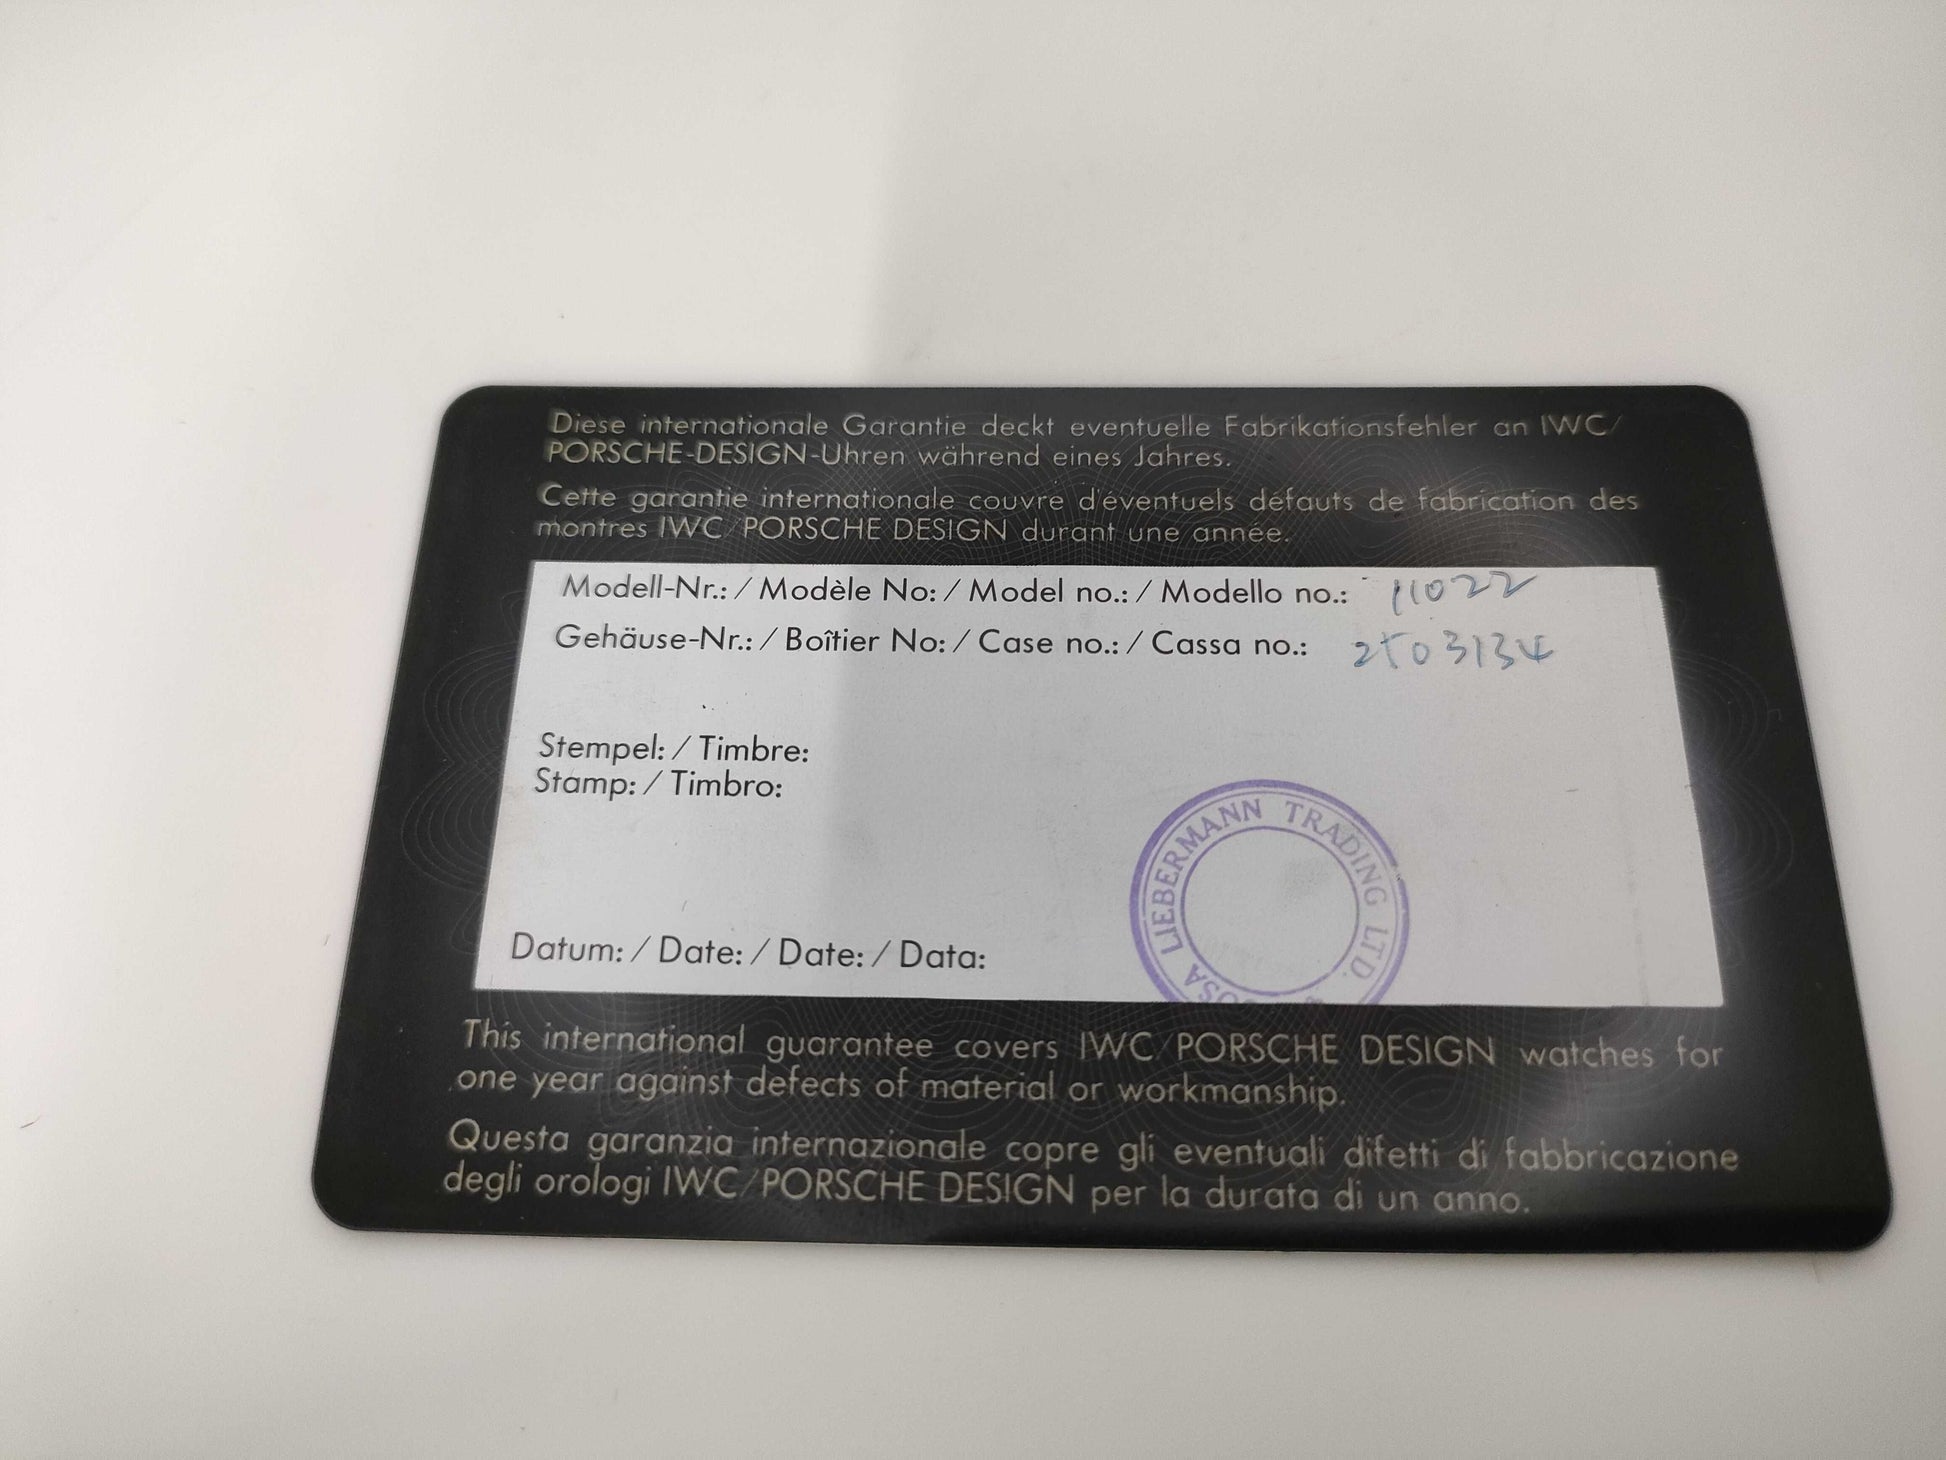 Diese internationale Garantie deckt eventuelle Fabrikationsfehler an IWC/
PORSCHE-DESIGN-Uhren während eines Jahres.
Cette garantie internationale couvre d'éventuels défauts de fabrication des
montres IWC/PORSCHE DESIGN durant une année.
Modell-Nr.: / Modèle No: / Model no.: / Modello no.: 11022
Gehäuse-Nr.: / Boîtier No: / Case no.: / Cassa no.:
Stempel: / Timbre:
Stamp: / Timbro:
LIEBERMANN TRADING LTD.
Datum: / Date: / Date: / Data:
This international guarantee covers IWC/PORSCHE DESIGN watches for
one year against defects of material or workmanship.
Questa garanzia internazionale copre gli eventuali difetti di fabbricazione
degli orologi IWC/PORSCHE DESIGN per la durata di un anno.